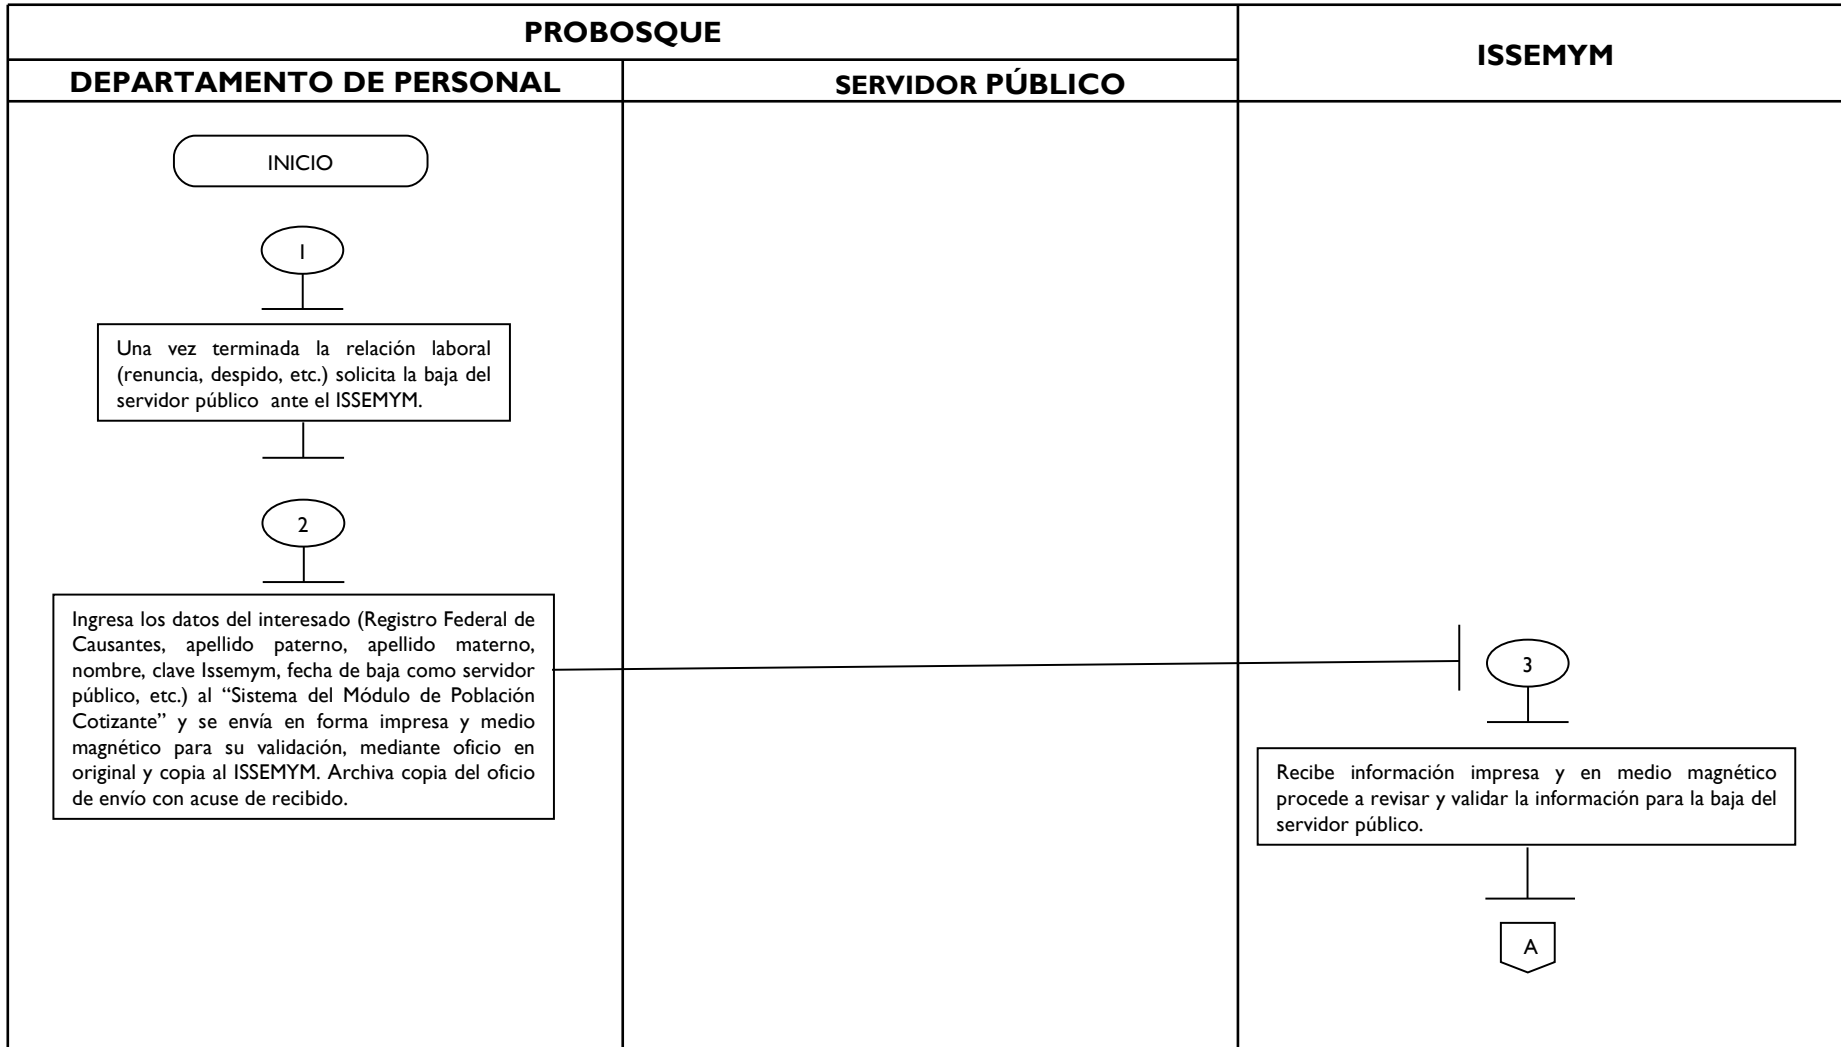 PROBOSQUE
ISSEMYM
DEPARTAMENTO DE PERSONAL
SERVIDOR PÚBLICO
INICIO
1
Una vez terminada la relación laboral
(renuncia, despido, etc.) solicita la baja del
servidor público ante el ISSEMYM.
2
Ingresa los datos del interesado (Registro Federal de
Causantes, apellido paterno, apellido materno,
nombre, clave Issemym, fecha de baja como servidor
público, etc.) al “Sistema del Módulo de Población
Cotizante” y se envía en forma impresa y medio
magnético para su validación, mediante oficio en
original y copia al ISSEMYM. Archiva copia del oficio
de envío con acuse de recibido.
3
Recibe información impresa y en medio magnético
procede a revisar y validar la información para la baja del
servidor público.
A